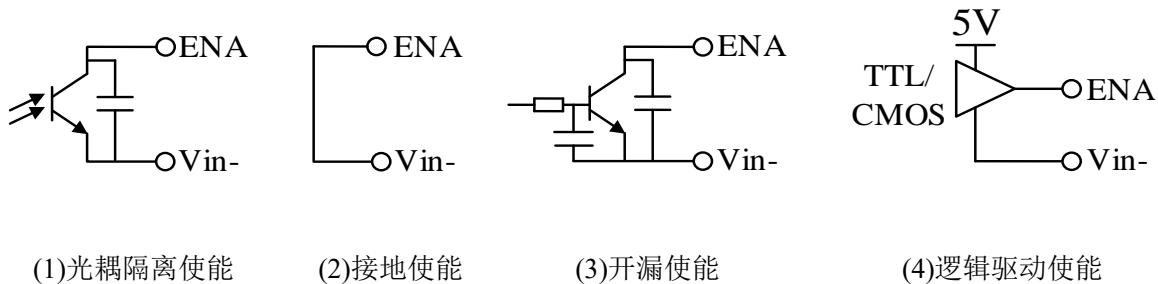 ENA
Vin-
(1)光耦隔离使能
ENA
Vin-
(2)接地使能
ENA
Vin-
(3)开漏使能
5V
TTL/
CMOS
ENA
Vin-
(4)逻辑驱动使能